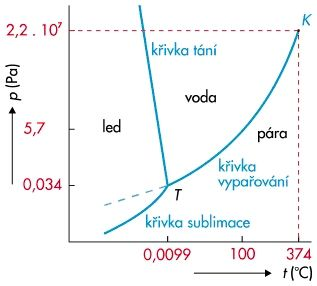 2,2 . 10⁷
K
křivka tání
p (Pa)
voda
led
5,7
pára
křivka
vypařování
0,034
T
křivka sublimace
0,0099
100
374
t (°C)